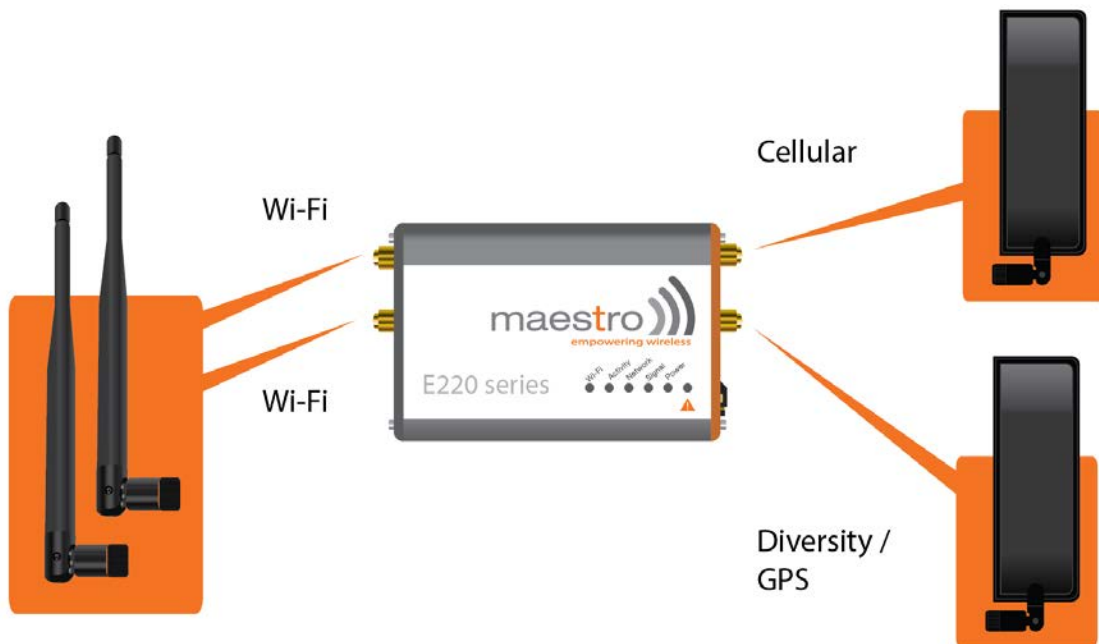 Cellular
Wi-Fi
maestro
empowering wireless
Wi-Fi Activity Network Signal Power
E220 series
Wi-Fi
Diversity /
GPS